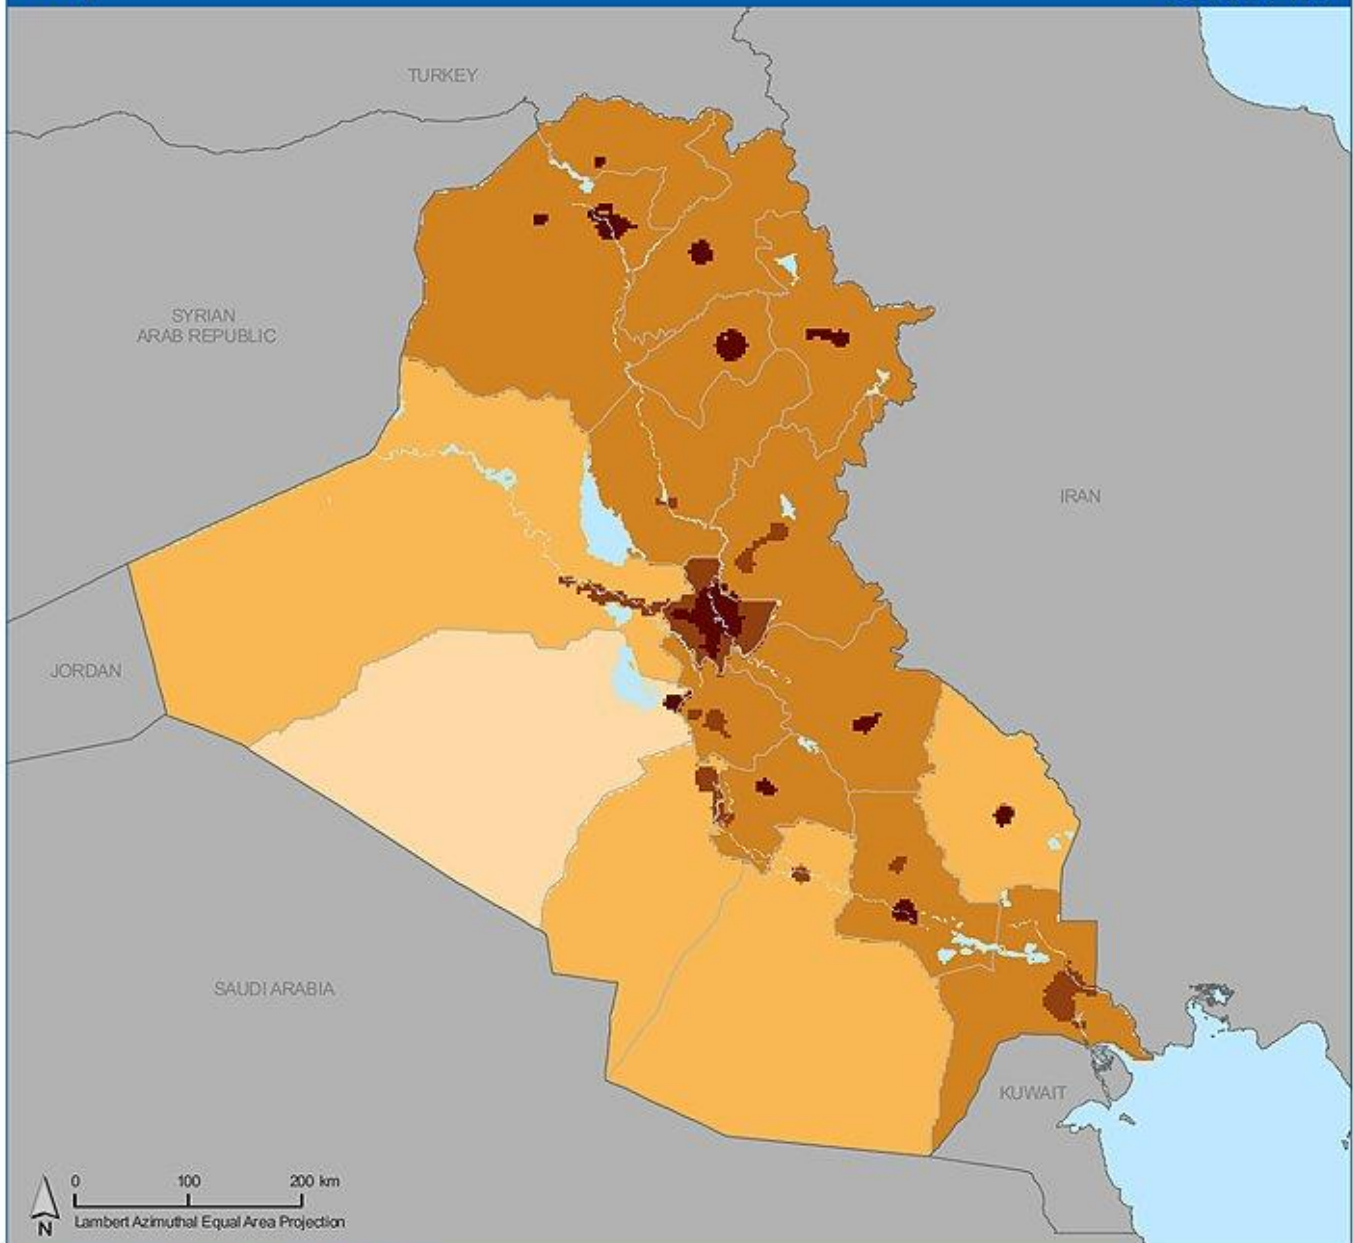 TURKEY
SYRIAN
ARAB REPUBLIC
IRAN
JORDAN
SAUDI ARABIA
KUWAIT
0 100 200 km
N
Lambert Azimuthal Equal Area Projection